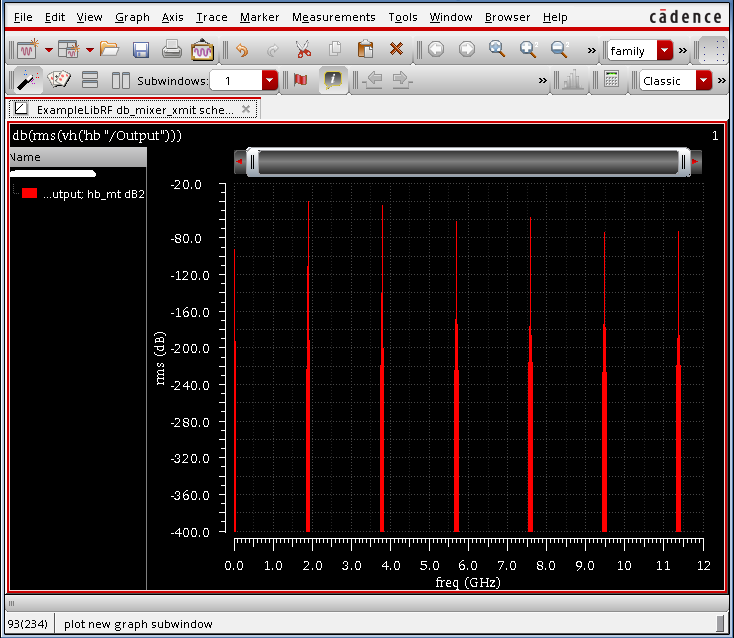 File Edit View Graph Axis Trace Marker Measurements Tools Window Browser Help cādence
» family »
Subwindows: 1 » Classic »
ExampleLibRF db_mixer_xmit sche...
db(rms(vh('hb "/Output"))) 1
Name
...utput; hb_mt dB2
-20.0
-80.0
-120.0
-160.0
-200.0
-240.0
-280.0
-320.0
-360.0
-400.0
rms (dB)
0.0 1.0 2.0 3.0 4.0 5.0 6.0 7.0 8.0 9.0 10 11 12
freq (GHz)
93(234) plot new graph subwindow